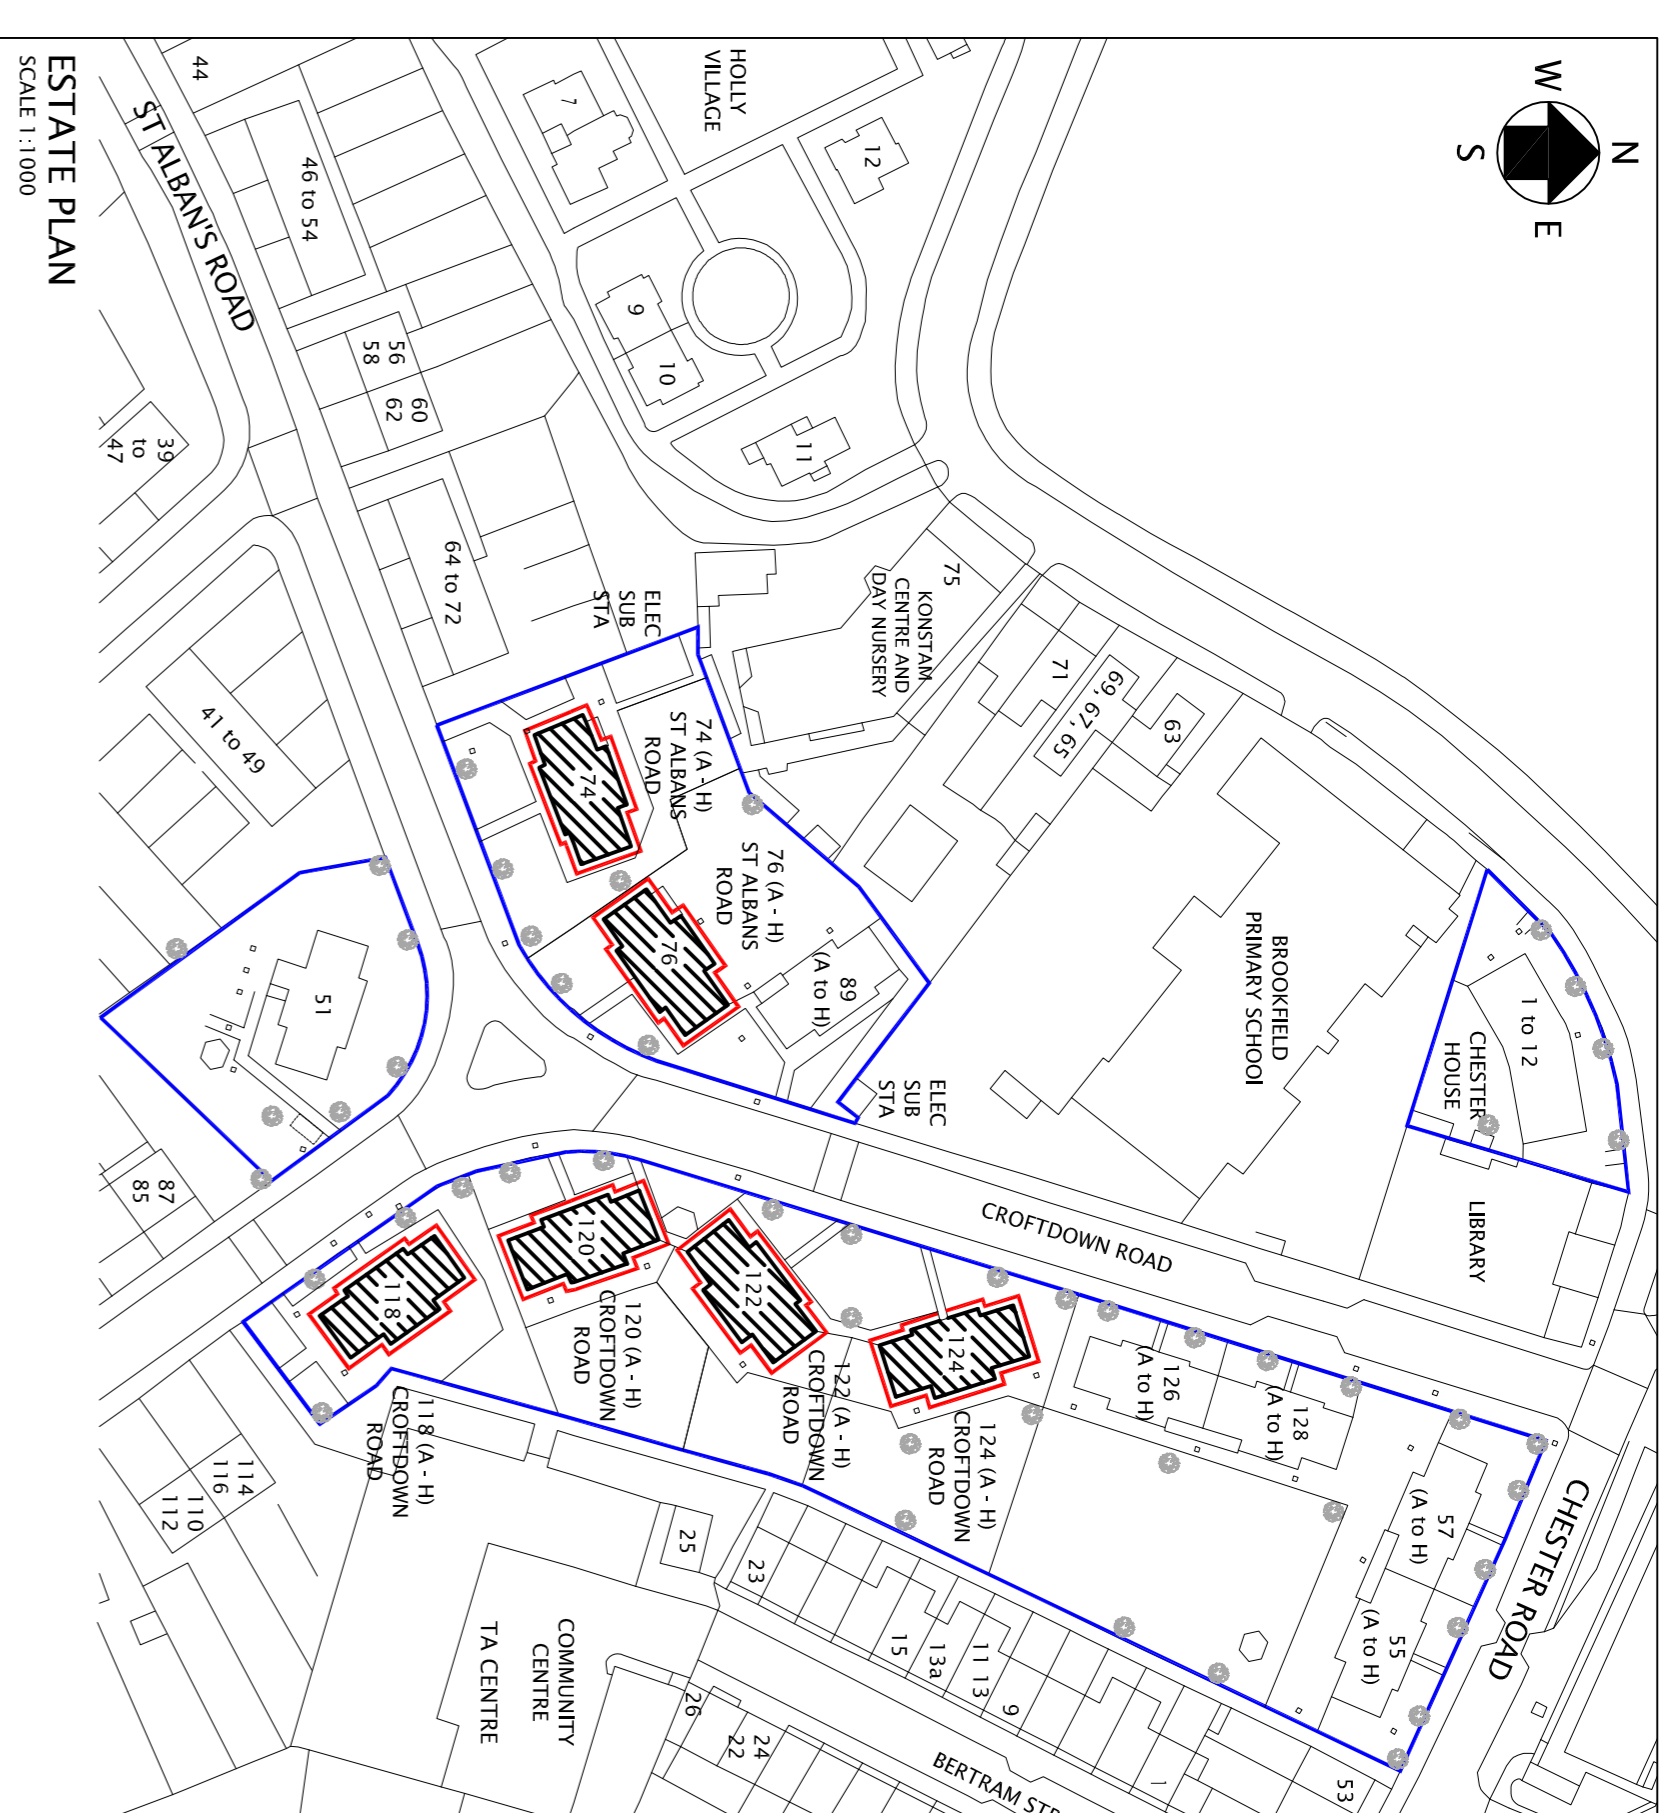 N
W
E
S
HOLLY
VILLAGE
12
7
9
10
11
44
46 to 54
ST ALBAN'S ROAD
56
58
60
62
39
to
47
64 to 72
41 to 49
ELEC
SUB
STA
75
KONSTAM
CENTRE AND
DAY NURSERY
71
69, 67, 65
63
BROOKFIELD
PRIMARY SCHOOL
1 to 12
CHESTER
HOUSE
LIBRARY
74 (A - H)
ST ALBANS
ROAD
74
76 (A - H)
ST ALBANS
ROAD
76
89
(A to H)
ELEC
SUB
STA
51
87
85
CROFTDOWN ROAD
118
118 (A - H)
CROFTDOWN
ROAD
120
120 (A - H)
CROFTDOWN
ROAD
122
122 (A - H)
CROFTDOWN
ROAD
124
124 (A - H)
CROFTDOWN
ROAD
126
(A to H)
128
(A to H)
57
(A to H)
55
(A to H)
CHESTER ROAD
114
116
110
112
25
23
15
13a
11 13
9
1
53
COMMUNITY
CENTRE
TA CENTRE
26
24
22
BERTRAM
ESTATE PLAN
SCALE 1:1000